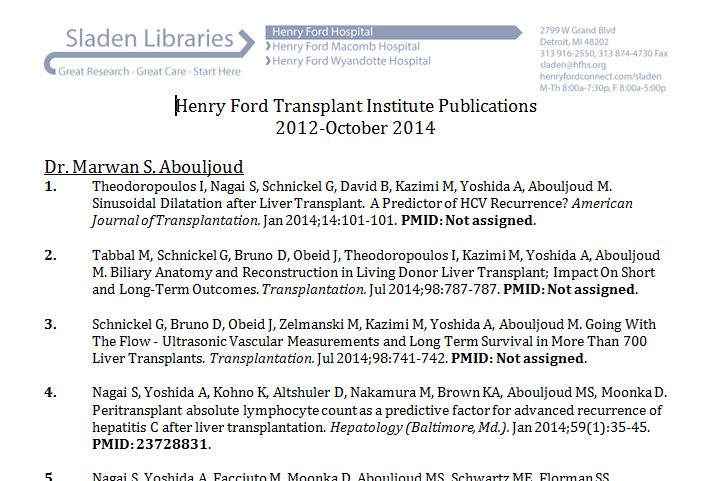 Sladen Libraries
Great Research · Great Care · Start Here
Henry Ford Hospital
Henry Ford Macomb Hospital
Henry Ford Wyandotte Hospital
2799 W Grand Blvd
Detroit, MI 48202
313 916-2550, 313 874-4730 Fax
sladen@hfhs.org
henryfordconnect.com/sladen
M-Th 8:00a-7:30p, F 8:00a-5:00p
Henry Ford Transplant Institute Publications
2012-October 2014
Dr. Marwan S. Abouljoud
1. Theodoropoulos I, Nagai S, Schnickel G, David B, Kazimi M, Yoshida A, Abouljoud M.
Sinusoidal Dilatation after Liver Transplant. A Predictor of HCV Recurrence? American
Journal of Transplantation. Jan 2014;14:101-101. PMID: Not assigned.
2. Tabbal M, Schnickel G, Bruno D, Obeid J, Theodoropoulos I, Kazimi M, Yoshida A, Abouljoud
M. Biliary Anatomy and Reconstruction in Living Donor Liver Transplant; Impact On Short
and Long-Term Outcomes. Transplantation. Jul 2014;98:787-787. PMID: Not assigned.
3. Schnickel G, Bruno D, Obeid J, Zelmanski M, Kazimi M, Yoshida A, Abouljoud M. Going With
The Flow - Ultrasonic Vascular Measurements and Long Term Survival in More Than 700
Liver Transplants. Transplantation. Jul 2014;98:741-742. PMID: Not assigned.
4. Nagai S, Yoshida A, Kohno K, Altshuler D, Nakamura M, Brown KA, Abouljoud MS, Moonka D.
Peritransplant absolute lymphocyte count as a predictive factor for advanced recurrence of
hepatitis C after liver transplantation. Hepatology (Baltimore, Md.). Jan 2014;59(1):35-45.
PMID: 23728831.
5 Nagai S, Yoshida A, Facciuto M, Moonka D, Abouljoud MS, Schwartz ME, Florman SS